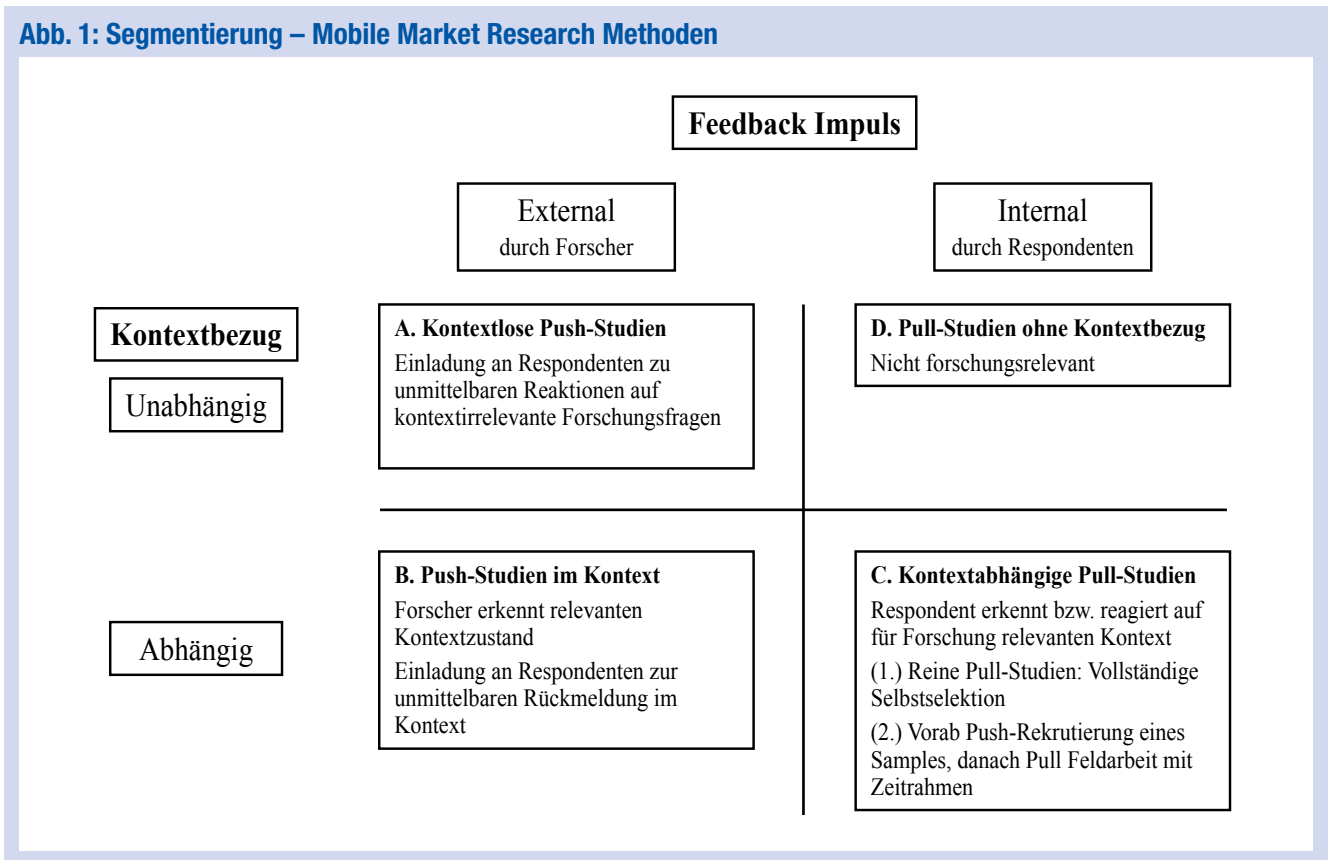 Abb. 1: Segmentierung – Mobile Market Research Methoden
Feedback Impuls
External
durch Forscher
Internal
durch Respondenten
Kontextbezug
Unabhängig
A. Kontextlose Push-Studien
Einladung an Respondenten zu
unmittelbaren Reaktionen auf
kontextirrelevante Forschungsfragen
D. Pull-Studien ohne Kontextbezug
Nicht forschungsrelevant
Abhängig
B. Push-Studien im Kontext
Forscher erkennt relevanten
Kontextzustand
Einladung an Respondenten zur
unmittelbaren Rückmeldung im
Kontext
C. Kontextabhängige Pull-Studien
Respondent erkennt bzw. reagiert auf
für Forschung relevanten Kontext
(1.) Reine Pull-Studien: Vollständige
Selbstselektion
(2.) Vorab Push-Rekrutierung eines
Samples, danach Pull Feldarbeit mit
Zeitrahmen